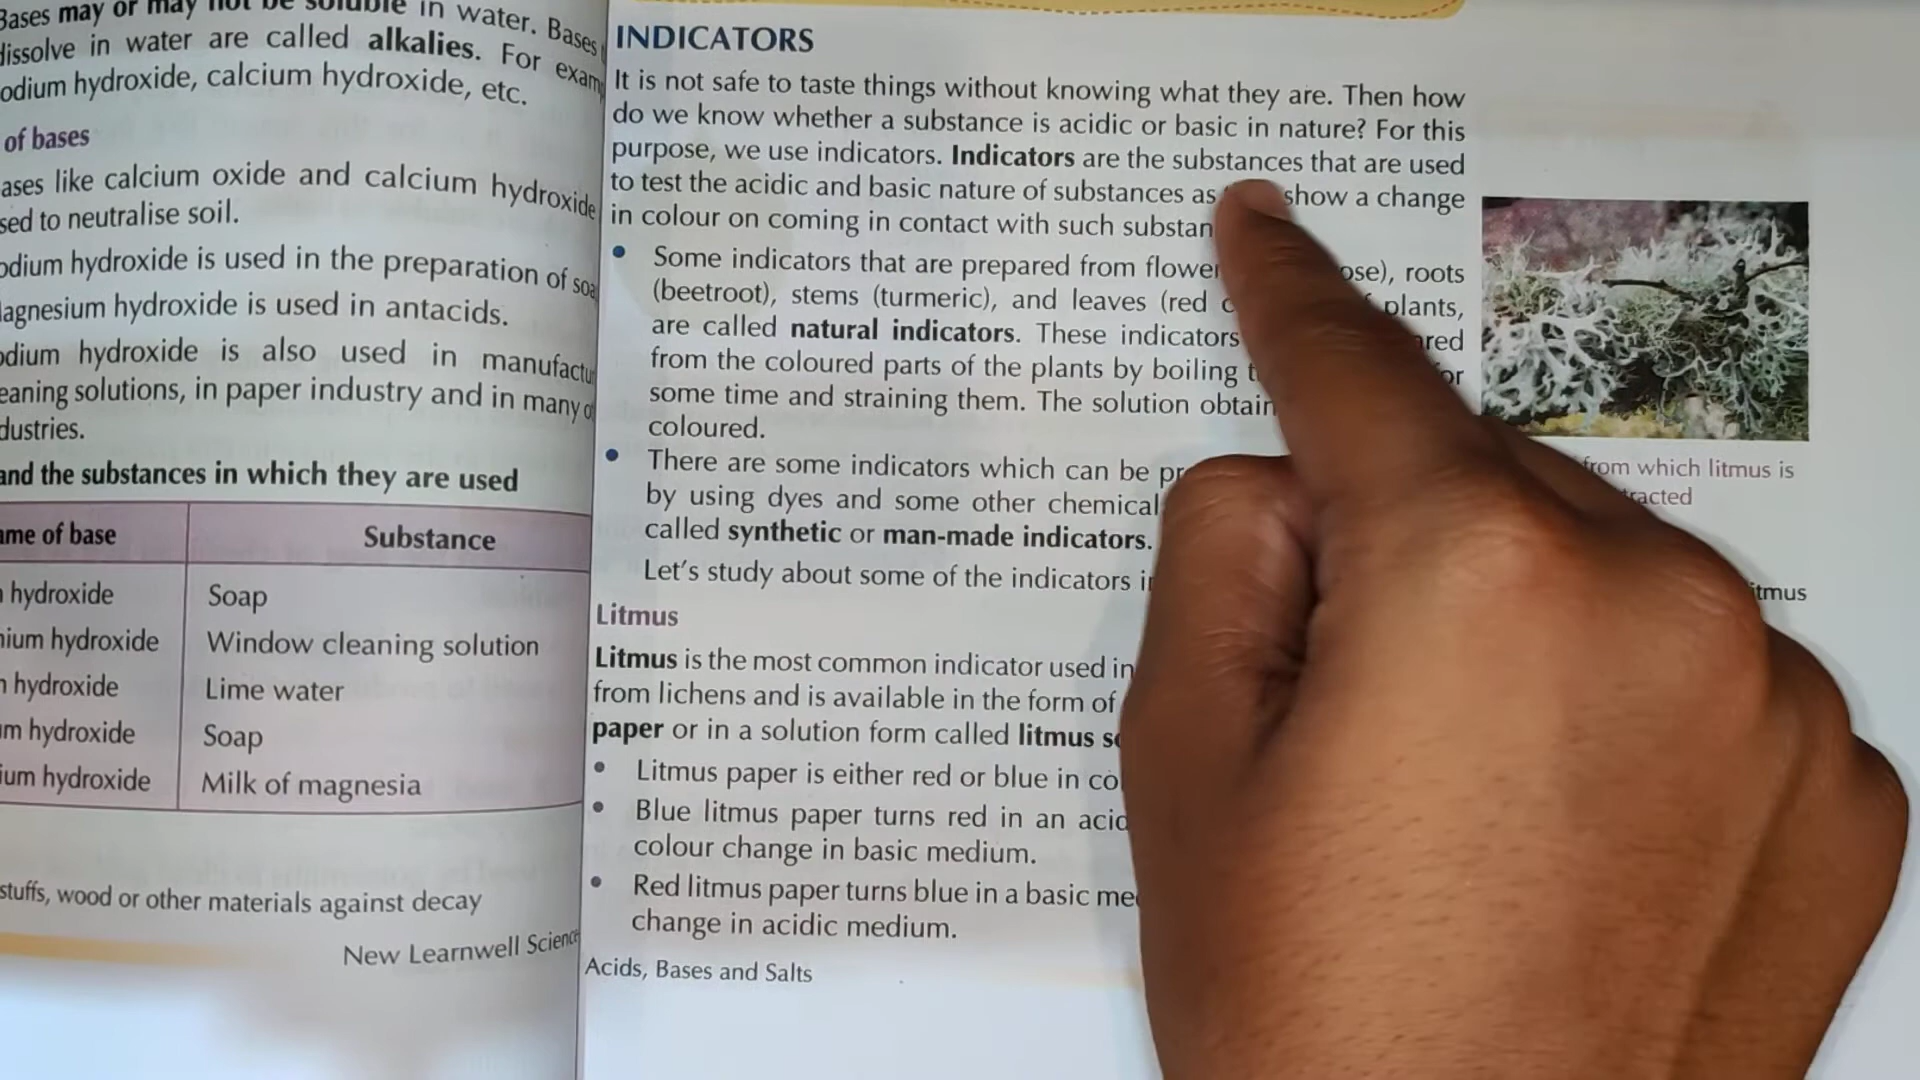 Bases may or may not be soluble in water. Bases
dissolve in water are called alkalies. For
odium hydroxide, calcium hydroxide, etc.
of bases
ases like calcium oxide and calcium hydroxide
sed to neutralise soil.
odium hydroxide is used in the preparation of
agnesium hydroxide is used in antacids.
odium hydroxide is also used in
eaning solutions, in paper industry and in many
dustries.
and the substances in which they are used
ame of base Substance
hydroxide Soap
nium hydroxide Window cleaning solution
hydroxide Lime water
um hydroxide Soap
ium hydroxide Milk of magnesia
stuffs, wood or other materials against decay
New Learnwell Science
INDICATORS
It is not safe to taste things without knowing what they are. Then how
do we know whether a substance is acidic or basic in nature? For this
purpose, we use indicators. Indicators are the substances that are used
to test the acidic and basic nature of substances as show a change
in colour on coming in contact with such
• Some indicators that are prepared from roots
(beetroot), stems (turmeric), and leaves (red plants,
are called natural indicators. These indicators
from the coloured parts of the plants by boiling
some time and straining them. The solution
coloured.
• There are some indicators which can be
by using dyes and some other
called synthetic or man-made indicators.
Let's study about some of the indicators
Litmus
Litmus is the most common indicator used in
from lichens and is available in the form of
paper or in a solution form called litmus
• Litmus paper is either red or blue in
• Blue litmus paper turns red in an
colour change in basic medium.
• Red litmus paper turns blue in a basic
change in acidic medium.
Acids, Bases and Salts
from which litmus is
racted
itmus